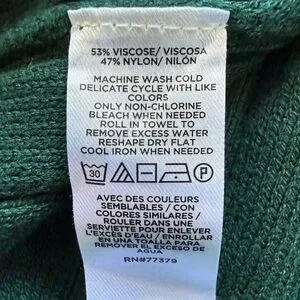 53% VISCOSE/ VISCOSA
47% NYLON/ NILÓN
MACHINE WASH COLD
DELICATE CYCLE WITH LIKE
COLORS
ONLY NON-CHLORINE
BLEACH WHEN NEEDED
ROLL IN TOWEL TO
REMOVE EXCESS WATER
RESHAPE DRY FLAT
COOL IRON WHEN NEEDED
30 P
AVEC DES COULEURS
SEMBLABLES / CON
COLORES SIMILARES /
ROULER DANS UNE
SERVIETTE POUR ENLEVER
L'EXCÈS D'EAU / ENROLLAR
EN UNA TOALLA PARA
REMOVER EL EXCESO DE
AGUA
RN#77379